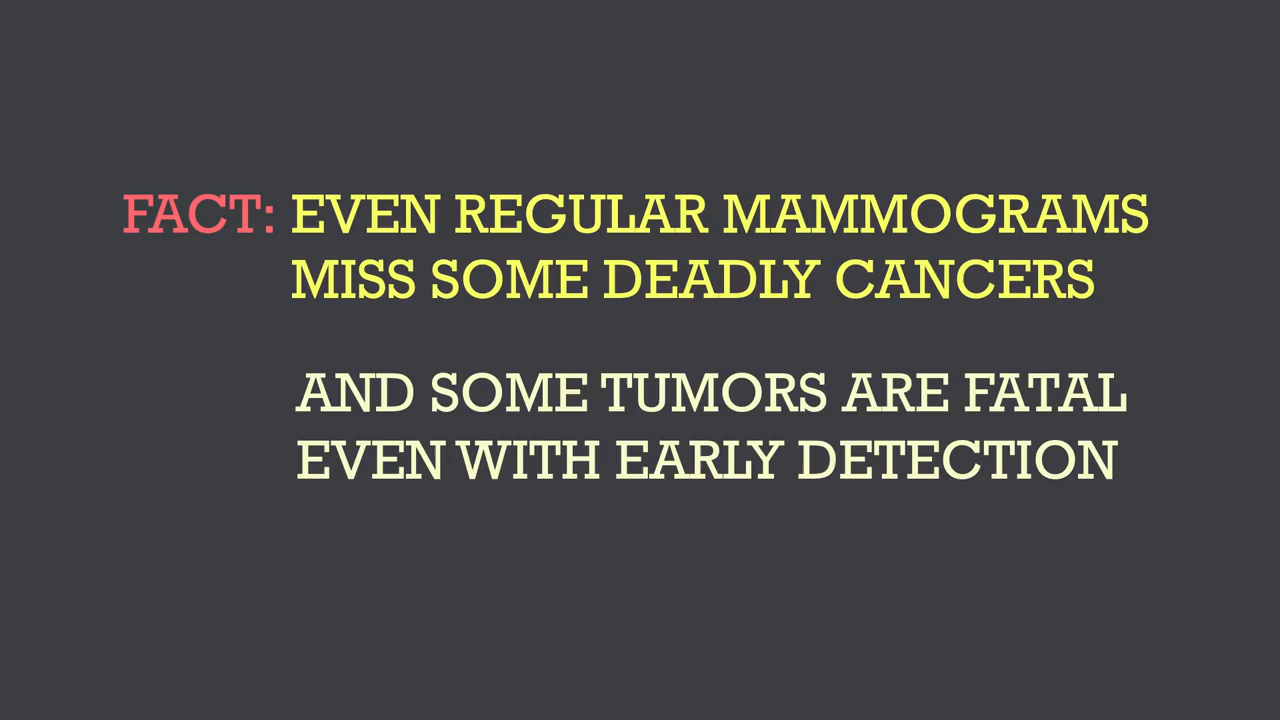 FACT: EVEN REGULAR MAMMOGRAMS
MISS SOME DEADLY CANCERS
AND SOME TUMORS ARE FATAL
EVEN WITH EARLY DETECTION